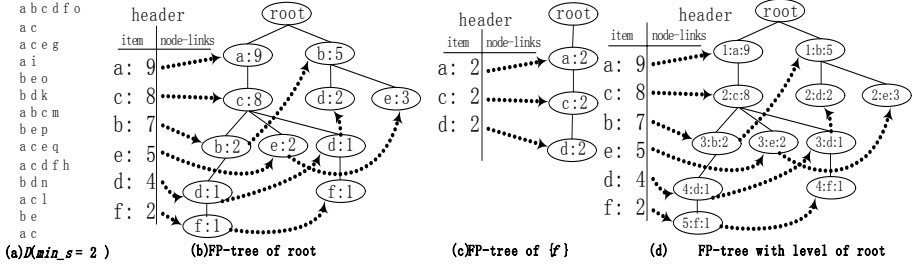 a b c d f o
a c
a c e g
a i
b e o
b d k
a b c m
b e p
a c e q
a c d f h
b d n
a c l
b e
a c
(a)D(min_s= 2 )
header
root
item node-links
a: 9
c: 8
b: 7
e: 5
d: 4
f: 2
a:9
b:5
c:8
d:2
e:3
b:2
e:2
d:1
d:1
f:1
f:1
(b)FP-tree of root
header
root
item node-links
a: 2
c: 2
d: 2
a:2
c:2
d:2
(c)FP-tree of {f}
header
root
item node-links
a: 9
c: 8
b: 7
e: 5
d: 4
f: 2
1:a:9
1:b:5
2:c:8
2:d:2
2:e:3
3:b:2
3:e:2
3:d:1
4:d:1
4:f:1
5:f:1
(d) FP-tree with level of root